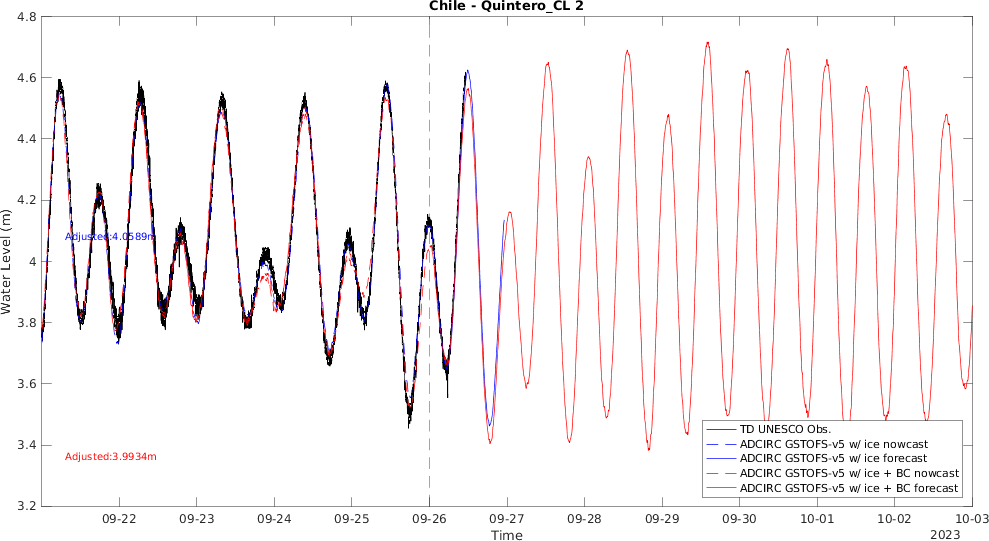 Chile - Quintero_CL 2
4.8
4.6
4.4
4.2
4
3.8
3.6
3.4
3.2
Water Level (m)
Adjusted:4.0589m
Adjusted:3.9934m
TD UNESCO Obs.
ADCIRC GSTOFS-v5 w/ ice nowcast
ADCIRC GSTOFS-v5 w/ ice forecast
ADCIRC GSTOFS-v5 w/ ice + BC nowcast
ADCIRC GSTOFS-v5 w/ ice + BC forecast
09-22 09-23 09-24 09-25 09-26 09-27 09-28 09-29 09-30 10-01 10-02 10-03
Time
2023